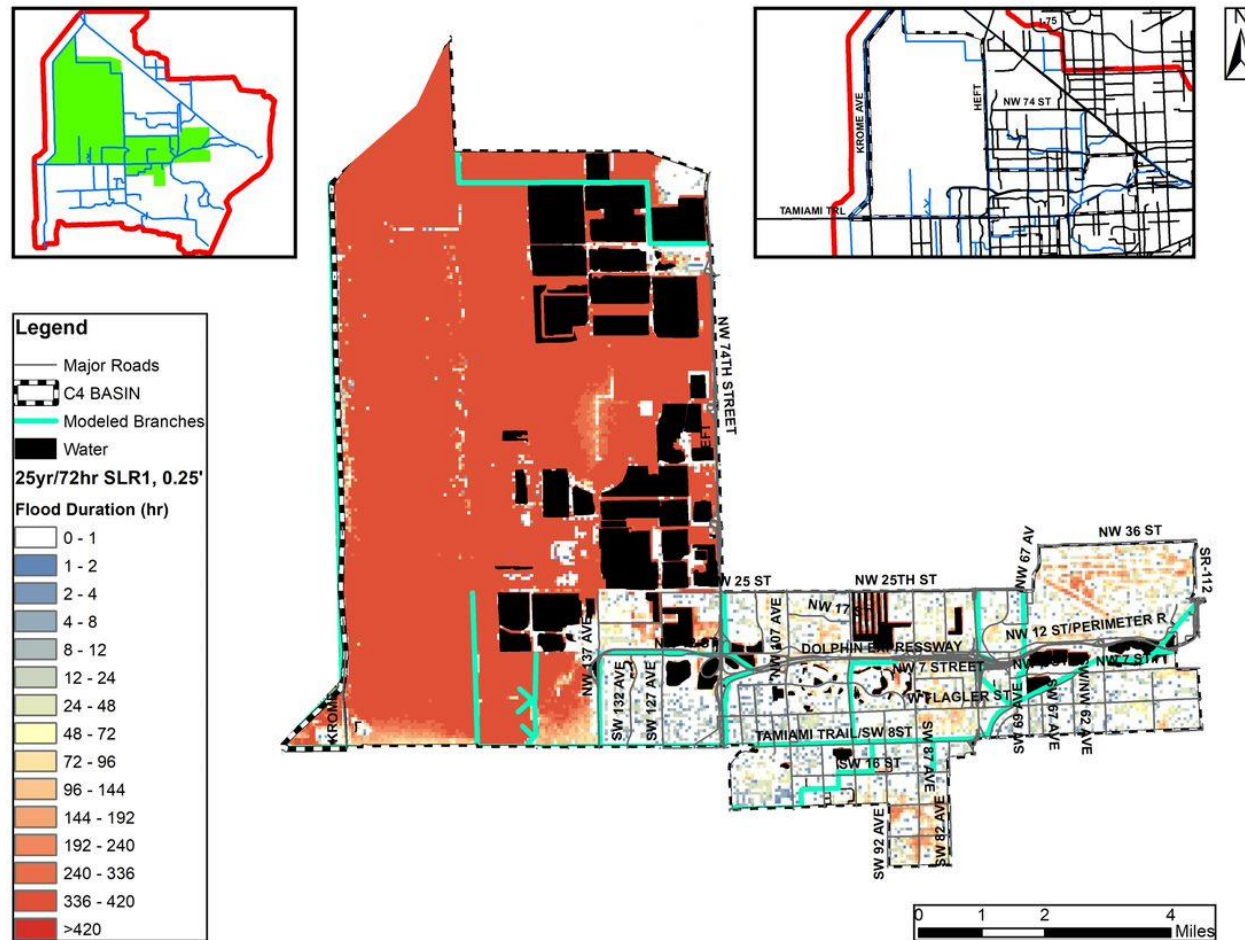 I-75
N
KROME AVE
HEFT
NW 74 ST
TAMIAMI TRL
Legend
Major Roads
C4 BASIN
Modeled Branches
Water
25yr/72hr SLR1, 0.25'
Flood Duration (hr)
0 - 1
1 - 2
2 - 4
4 - 8
8 - 12
12 - 24
24 - 48
48 - 72
72 - 96
96 - 144
144 - 192
192 - 240
240 - 336
336 - 420
>420
NW 74TH STREET
NW 36 ST
NW 67 AV
SR-112
25 ST
NW 25TH ST
NW 17 ST
NW 12 ST/PERIMETER R
NW 137 AVE
DOLPHIN EXPRESSWAY
NW 7 STREET
NW 7 ST
SW 132 AVE
SW 127 AVE
W FLAGLER ST
SW 69 AVE
SW 67 AVE
SW/NW 62 AVE
KROME
TAMIAMI TRAIL/SW 8ST
SW 16 ST
SW 87 AVE
SW 92 AVE
SW 82 AVE
0 1 2 4
Miles